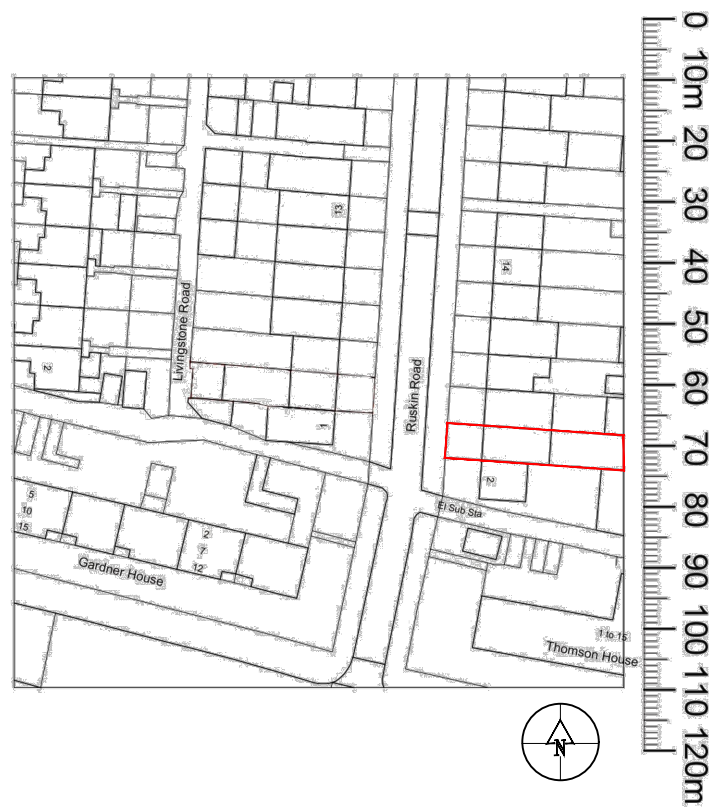 0
10m
20
30
40
50
60
70
80
90
100
110
120m
13
14
Livingstone Road
Ruskin Road
2
1
2
El Sub Sta
5
10
15
2
7
12
Gardner House
1 to 15
Thomson House
N